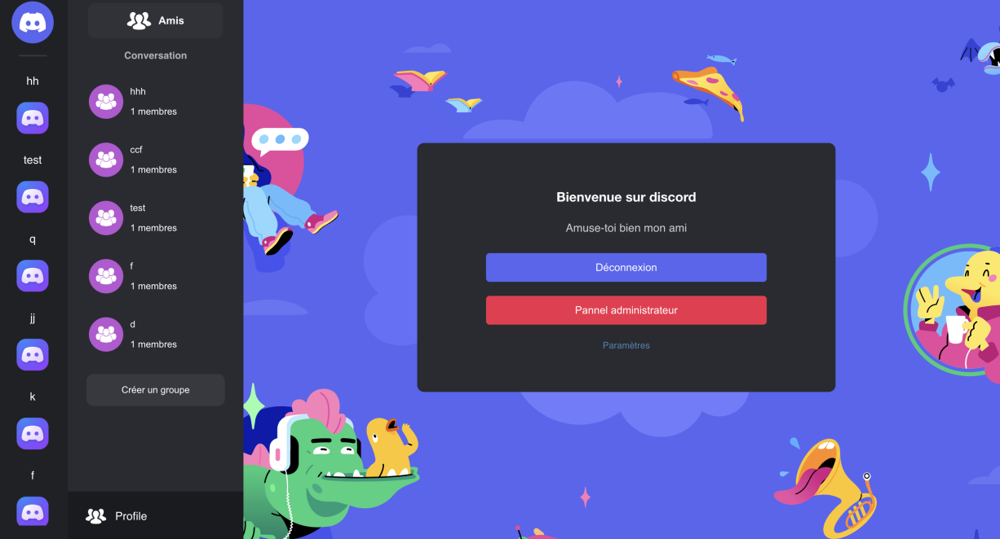 hh
test
q
jj
k
f
Amis
Conversation
hhh
1 membres
ccf
1 membres
test
1 membres
f
1 membres
d
1 membres
Créer un groupe
Profile
Bienvenue sur discord
Amuse-toi bien mon ami
Déconnexion
Pannel administrateur
Paramètres